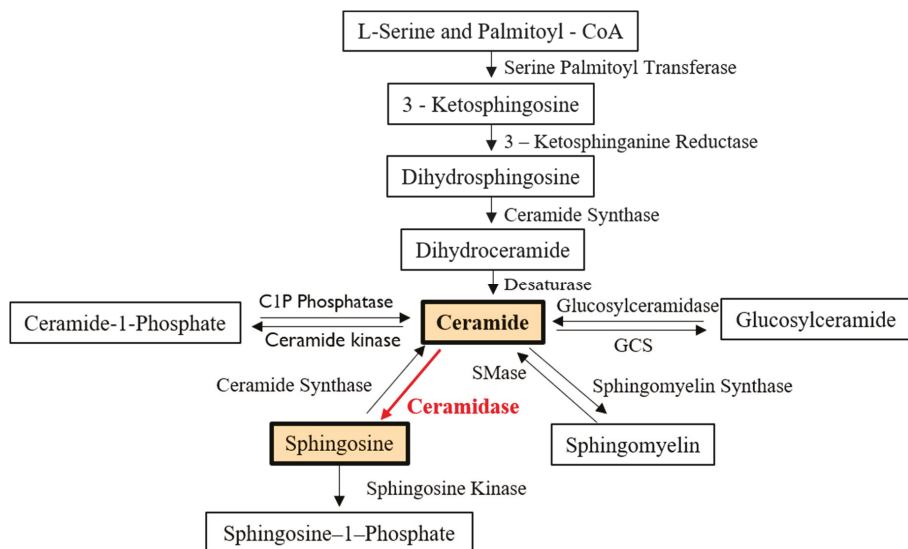 L-Serine and Palmitoyl - CoA
Serine Palmitoyl Transferase
3 - Ketosphingosine
3 – Ketosphinganine Reductase
Dihydrosphingosine
Ceramide Synthase
Dihydroceramide
Desaturase
C1P Phosphatase
Glucosylceramidase
Ceramide-1-Phosphate
Ceramide
Glucosylceramide
Ceramide kinase
GCS
Ceramide Synthase
SMase
Sphingomyelin Synthase
Ceramidase
Sphingosine
Sphingomyelin
Sphingosine Kinase
Sphingosine–1–Phosphate